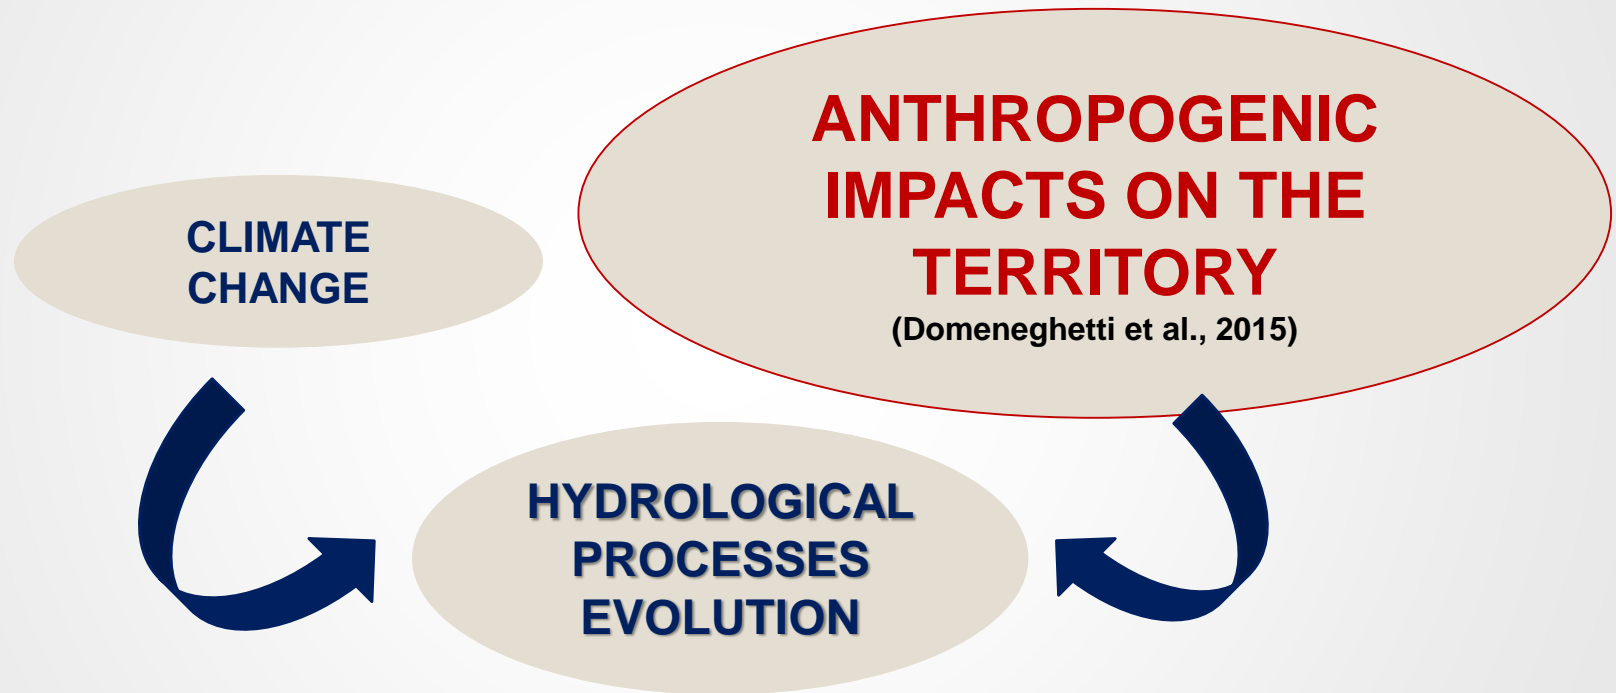 CLIMATE
CHANGE
ANTHROPOGENIC
IMPACTS ON THE
TERRITORY
(Domeneghetti et al., 2015)
HYDROLOGICAL
PROCESSES
EVOLUTION